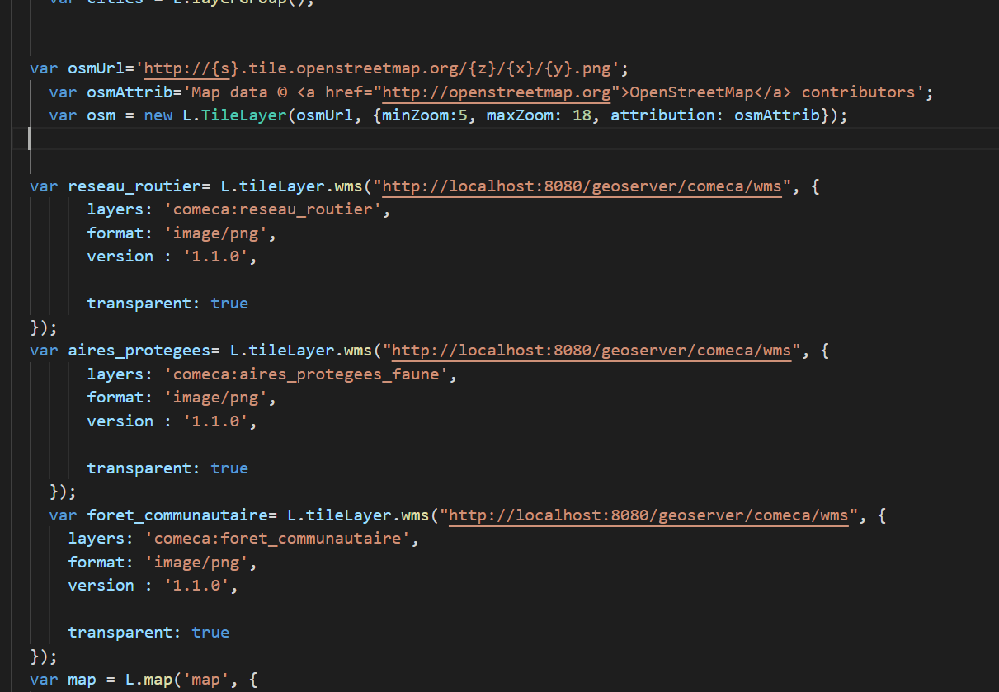 var cities = L.layerGroup();
var osmUrl='http://{s}.tile.openstreetmap.org/{z}/{x}/{y}.png';
var osmAttrib='Map data © <a href="http://openstreetmap.org">OpenStreetMap</a> contributors';
var osm = new L.TileLayer(osmUrl, {minZoom:5, maxZoom: 18, attribution: osmAttrib});
var reseau_routier= L.tileLayer.wms("http://localhost:8080/geoserver/comeca/wms", {
layers: 'comeca:reseau_routier',
format: 'image/png',
version : '1.1.0',
transparent: true
});
var aires_protegees= L.tileLayer.wms("http://localhost:8080/geoserver/comeca/wms", {
layers: 'comeca:aires_protegees_faune',
format: 'image/png',
version : '1.1.0',
transparent: true
});
var foret_communautaire= L.tileLayer.wms("http://localhost:8080/geoserver/comeca/wms", {
layers: 'comeca:foret_communautaire',
format: 'image/png',
version : '1.1.0',
transparent: true
});
var map = L.map('map', {